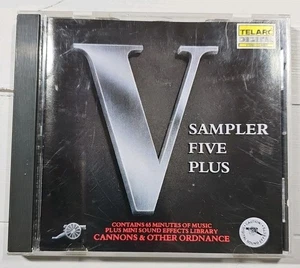 TELARC
V
SAMPLER
FIVE
PLUS
CONTAINS 65 MINUTES OF MUSIC
PLUS MINI SOUND EFFECTS LIBRARY
CANNONS & OTHER ORDNANCE